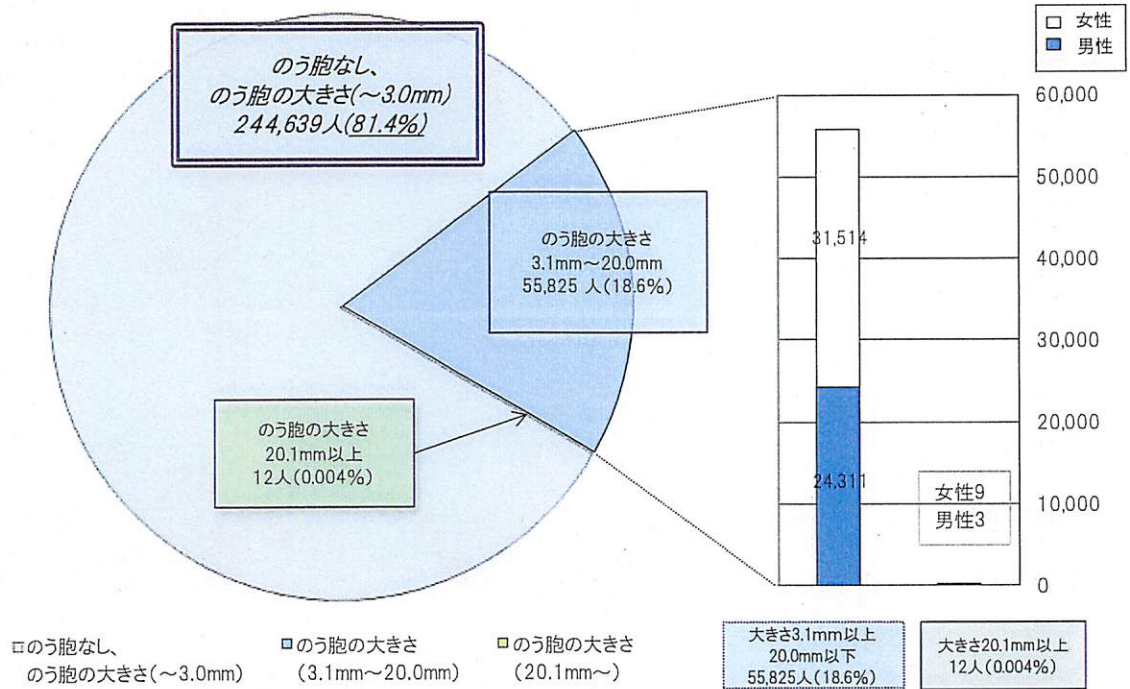 のう胞なし、
のう胞の大きさ(～3.0mm)
244,639人(81.4%)
のう胞の大きさ
3.1mm～20.0mm
55,825 人(18.6%)
のう胞の大きさ
20.1mm以上
12人(0.004%)
女性
男性
60,000
50,000
40,000
30,000
20,000
10,000
0
31,514
24,311
女性9
男性3
のう胞なし、
のう胞の大きさ(～3.0mm)
のう胞の大きさ
(3.1mm～20.0mm)
のう胞の大きさ
(20.1mm～)
大きさ3.1mm以上
20.0mm以下
55,825人(18.6%)
大きさ20.1mm以上
12人(0.004%)